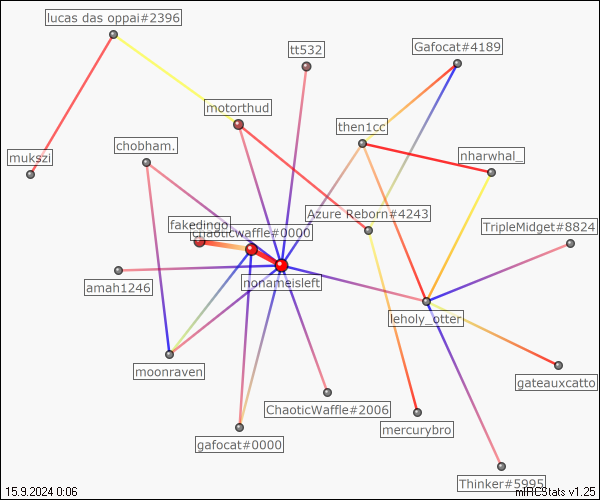 lucas das oppai#2396
tt532
Gafocat#4189
motorthud
then1cc
chobham.
mukszi
nharwhal_
Azure Reborn#4243
fakedingo
chaoticwaffle#0000
TripleMidget#8824
amah1246
nonameisleft
leholy_otter
moonraven
gateauxcatto
ChaoticWaffle#2006
mercurybro
gafocat#0000
Thinker#5995
15.9.2024 0:06
mIRCStats v1.25